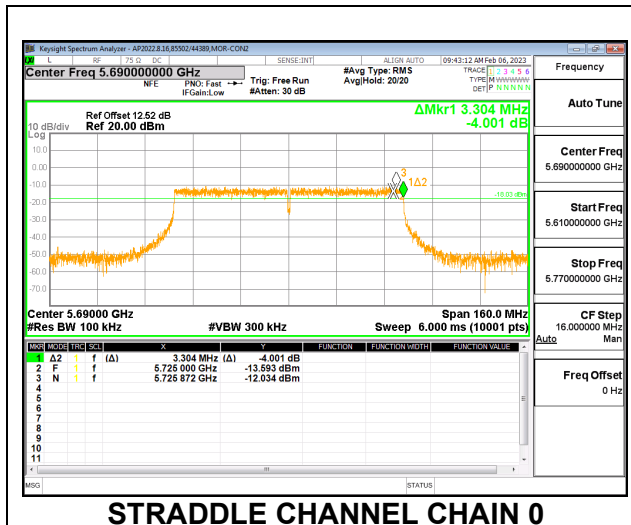 Keysight Spectrum Analyzer - AP2022.8.16,85502/44389,MOR-CON2
L RF 75 Ω DC SENSE:INT ALIGN AUTO 09:43:12 AM Feb 06, 2023
Center Freq 5.690000000 GHz
NFE
PNO: Fast
IFGain:Low
Trig: Free Run
#Atten: 30 dB
#Avg Type: RMS
Avg|Hold: 20/20
TRACE 1 2 3 4 5 6
TYPE M WWWWW
DET P N N N N N
Ref Offset 12.52 dB
10 dB/div Ref 20.00 dBm
Log
ΔMkr1 3.304 MHz
-4.001 dB
10.0
0.00
-10.0
-20.0
-30.0
-40.0
-50.0
-60.0
-70.0
3
1Δ2
Center 5.69000 GHz Span 160.0 MHz
#Res BW 100 kHz #VBW 300 kHz Sweep 6.000 ms (10001 pts)
MKR MODE TRC SCL X Y FUNCTION FUNCTION WIDTH FUNCTION VALUE
1 Δ2 1 f (Δ) 3.304 MHz (Δ) -4.001 dB
2 F 1 f 5.725 000 GHz -13.593 dBm
3 N 1 f 5.725 872 GHz -12.034 dBm
4
5
6
7
8
9
10
11
MSG STATUS
Frequency
Auto Tune
Center Freq
5.690000000 GHz
Start Freq
5.610000000 GHz
Stop Freq
5.770000000 GHz
CF Step
16.000000 MHz
Auto Man
Freq Offset
0 Hz
STRADDLE CHANNEL CHAIN 0